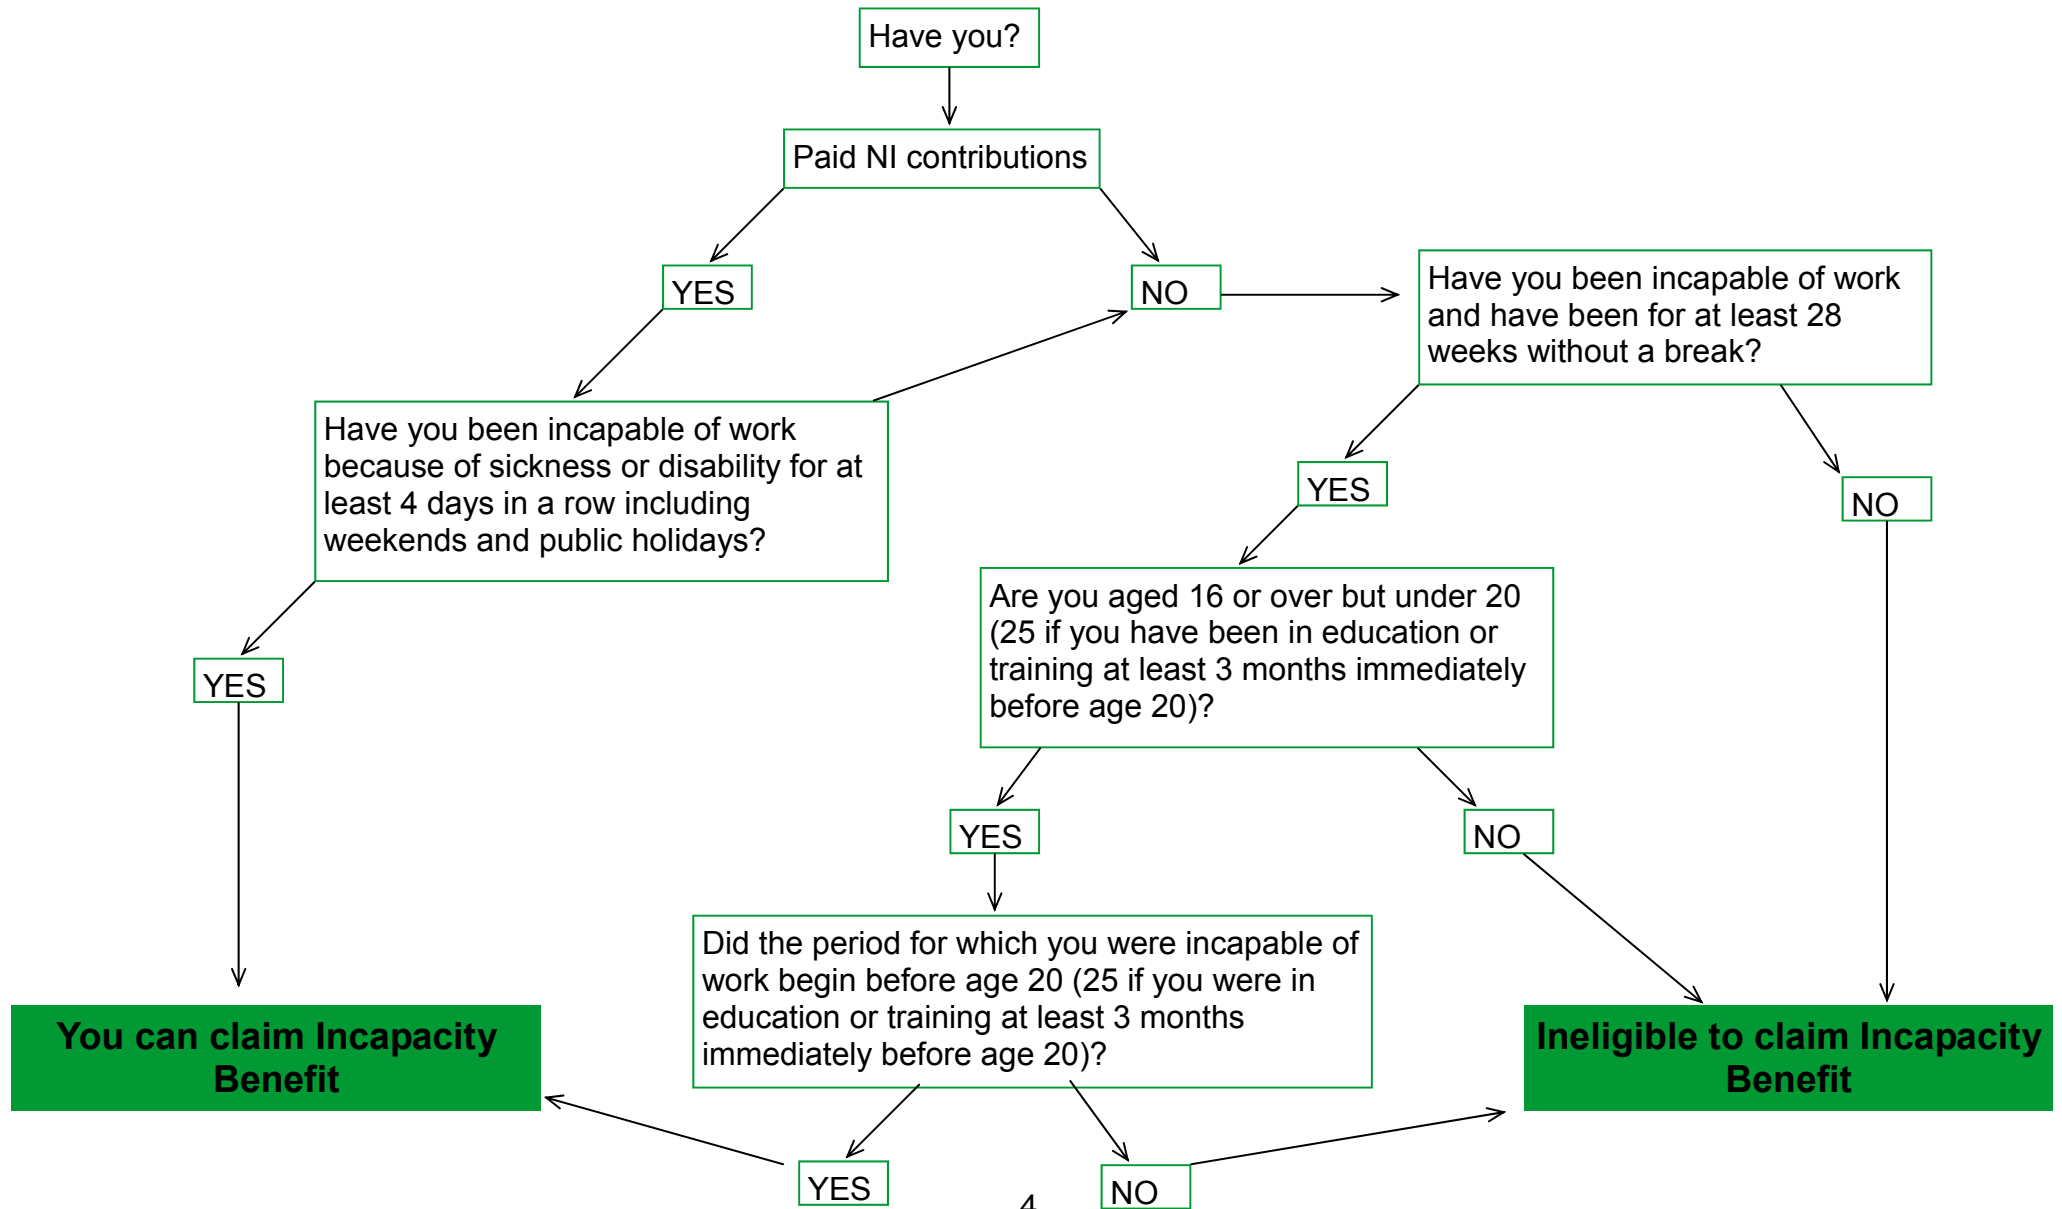 Have you?
Paid NI contributions
YES
NO
Have you been incapable of work
and have been for at least 28
weeks without a break?
Have you been incapable of work
because of sickness or disability for at
least 4 days in a row including
weekends and public holidays?
YES
NO
Are you aged 16 or over but under 20
(25 if you have been in education or
training at least 3 months immediately
before age 20)?
YES
YES
NO
Did the period for which you were incapable of
work begin before age 20 (25 if you were in
education or training at least 3 months
immediately before age 20)?
You can claim Incapacity
Benefit
Ineligible to claim Incapacity
Benefit
YES
NO
4